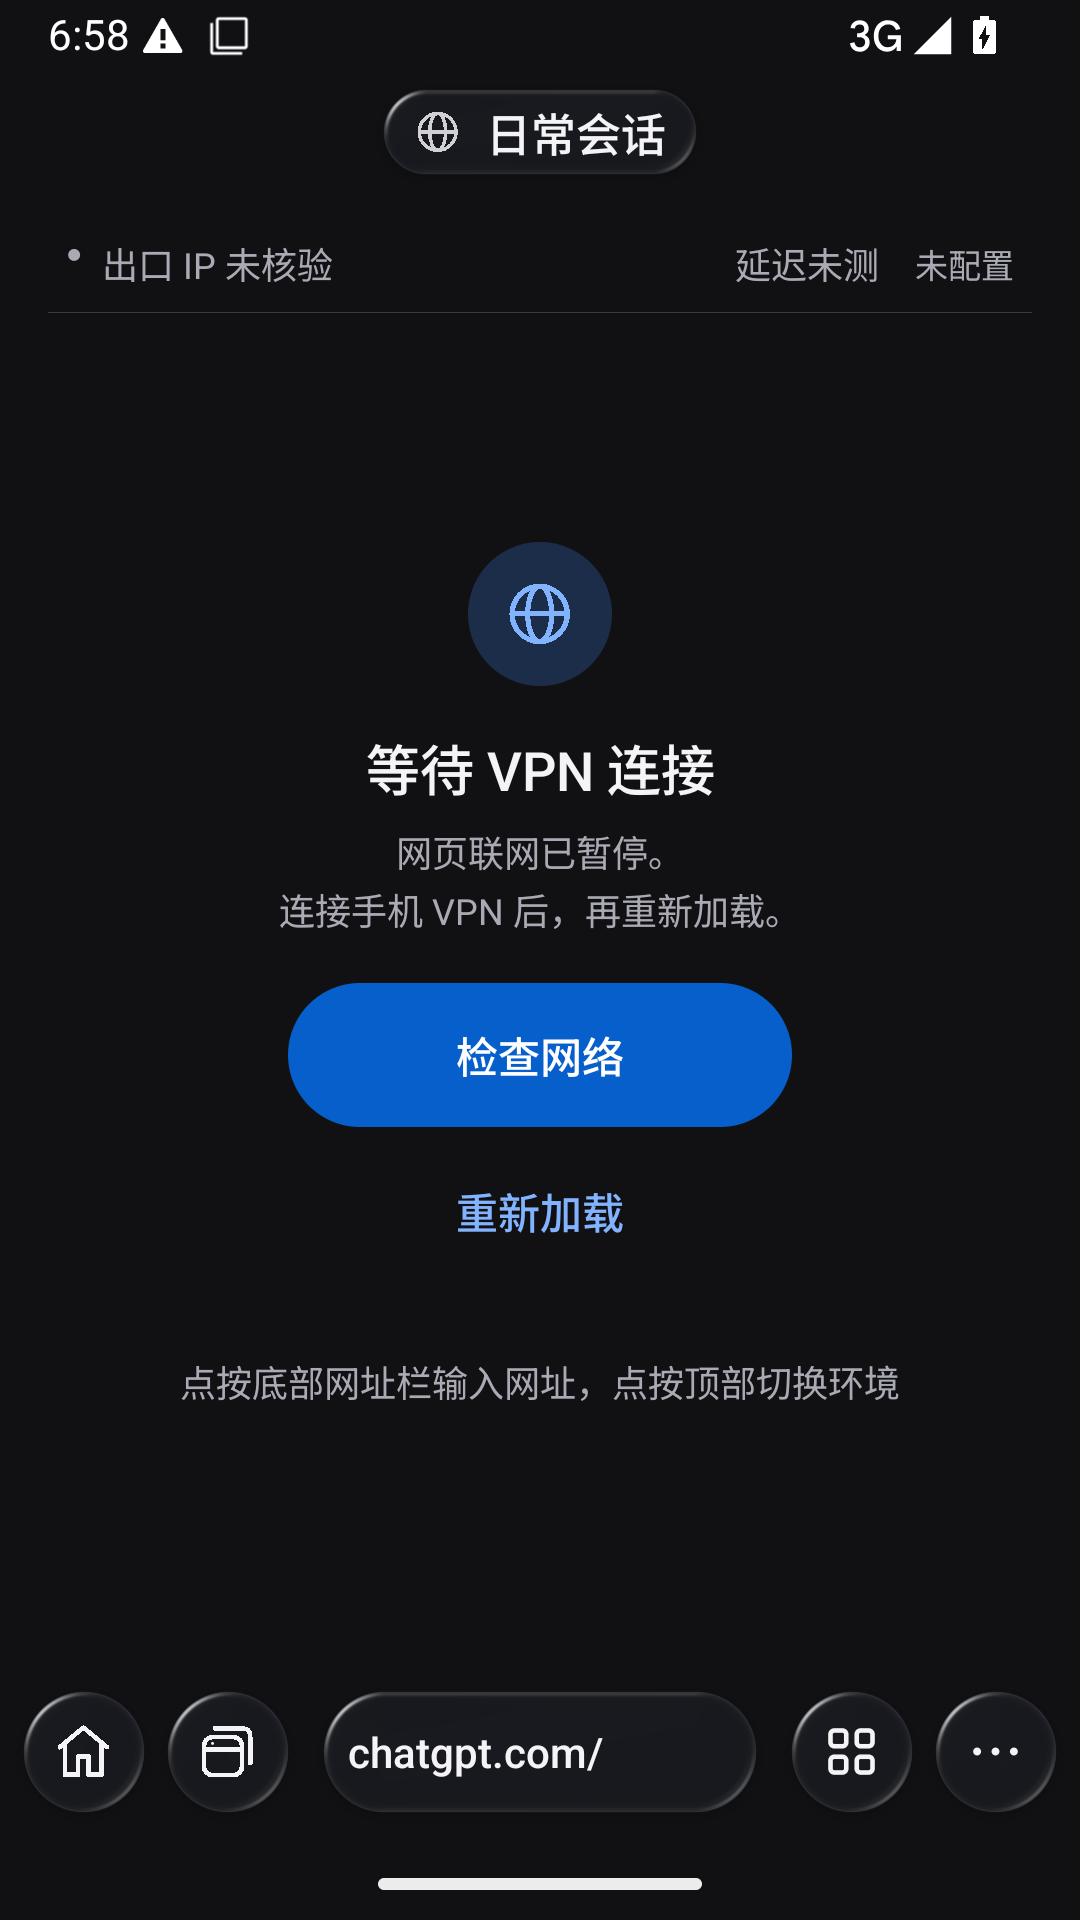 6:58
3G
日常会话
出口 IP 未核验
延迟未测 未配置
等待 VPN 连接
网页联网已暂停。
连接手机 VPN 后，再重新加载。
检查网络
重新加载
点按底部网址栏输入网址，点按顶部切换环境
chatgpt.com/